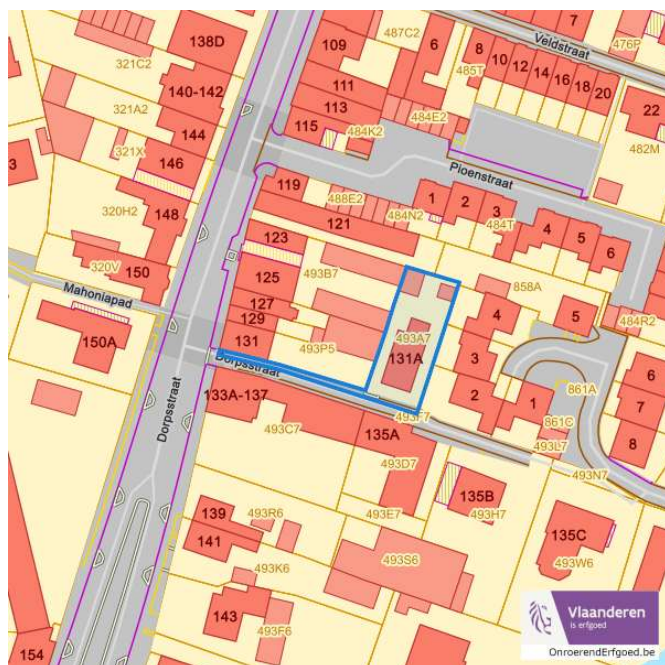 138D
109
487C2
6
8
10
12
14
16
18
20
7
Veldstraat
476P
321C2
140-142
111
485T
22
321A2
144
113
115
484K2
484E2
482M
3
321X
146
Ploenstraat
119
488E2
1
2
3
320H2
148
121
484N2
484T
4
5
6
123
320V
150
125
493B7
858A
Mahoniapad
127
129
493P5
493A7
4
5
484R2
150A
131
131A
3
Dorpsstraat
Dorpsstraat
133A-137
493F7
2
1
861A
861C
6
7
8
493C7
135A
493L7
493D7
493N7
135B
493H7
139
493R6
493E7
141
135C
493S6
493W6
493K6
143
493F6
154
Vlaanderen
is erfgoed
OnroerendErfgoed.be